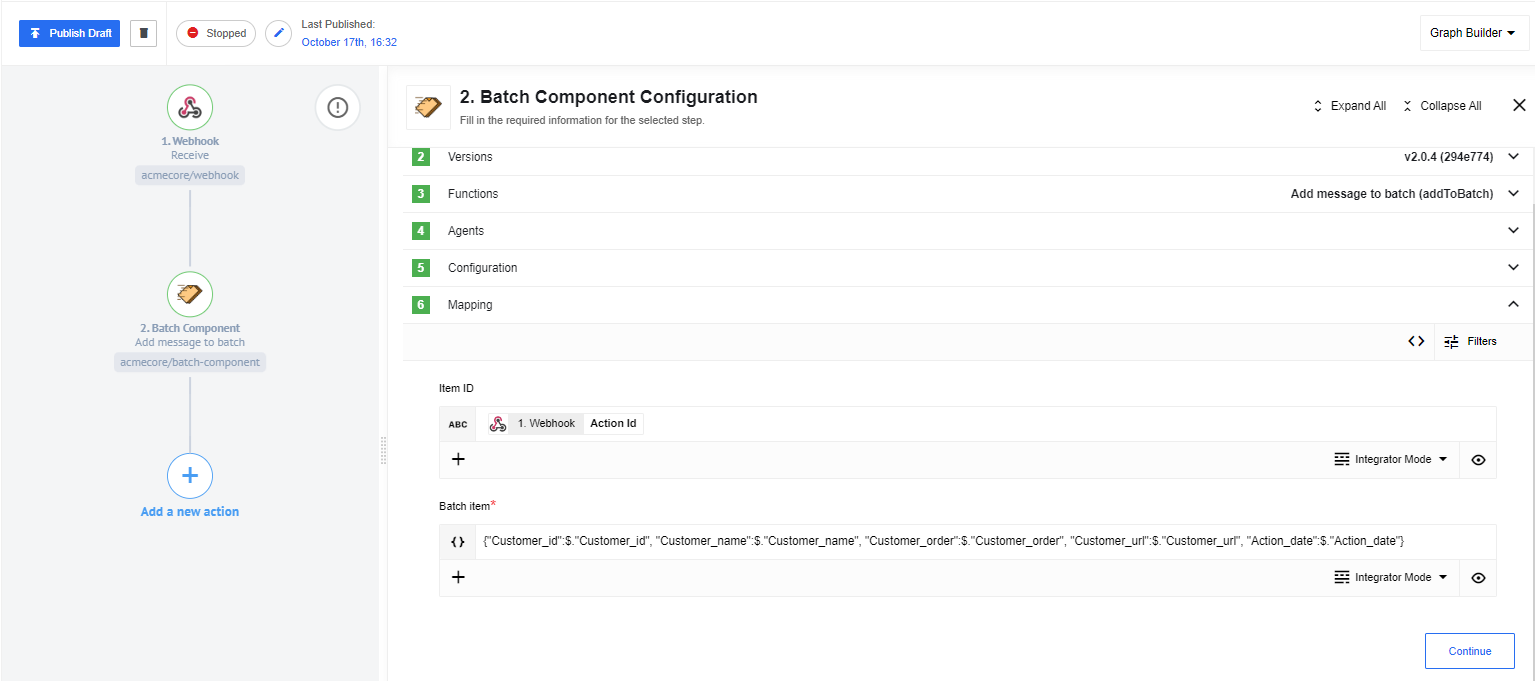 Publish Draft
Stopped
Last Published:
October 17th, 16:32
Graph Builder
1. Webhook
Receive
acmecore/webhook
2. Batch Component
Add message to batch
acmecore/batch-component
Add a new action
2. Batch Component Configuration
Fill in the required information for the selected step.
Expand All
Collapse All
2 Versions v2.0.4 (294e774)
3 Functions Add message to batch (addToBatch)
4 Agents
5 Configuration
6 Mapping
Filters
Item ID
ABC 1. Webhook Action Id
Integrator Mode
Batch item*
{"Customer_id":$."Customer_id", "Customer_name":$."Customer_name", "Customer_order":$."Customer_order", "Customer_url":$."Customer_url", "Action_date":$."Action_date"}
Integrator Mode
Continue